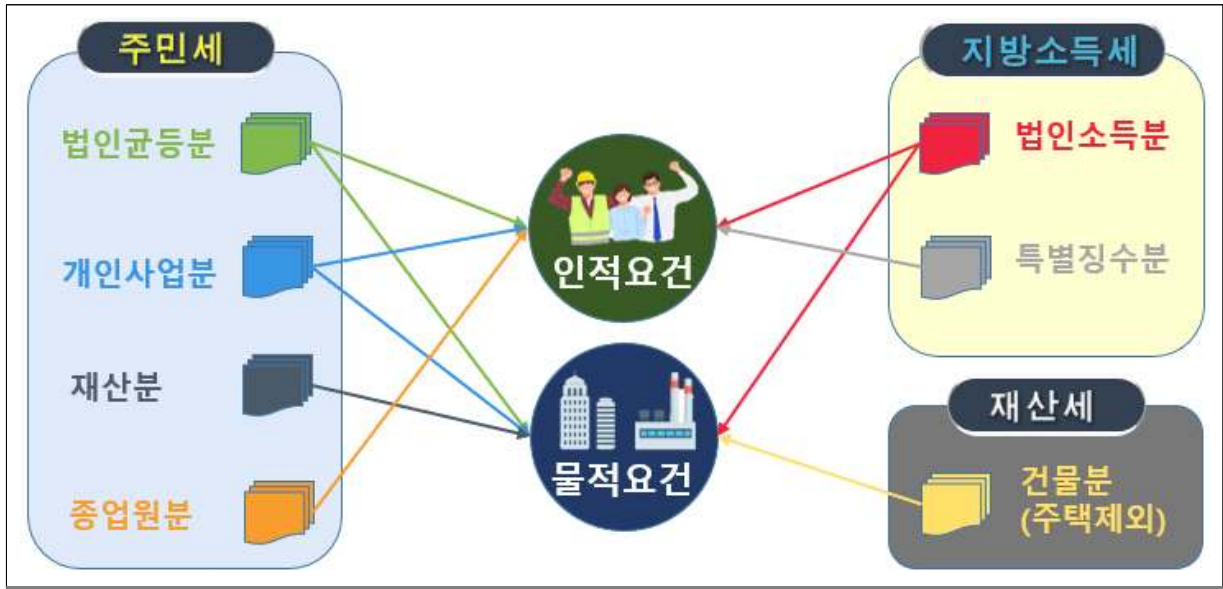 주민세
법인균등분
개인사업분
재산분
종업원분
인적요건
물적요건
지방소득세
법인소득분
특별징수분
재산세
건물분
(주택제외)